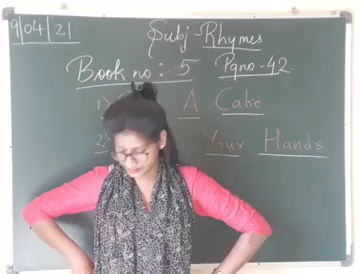 9/04/21
Subj - Rhymes
Book no :- 5 Pgno - 42
1) A Cake
2) Your Hands